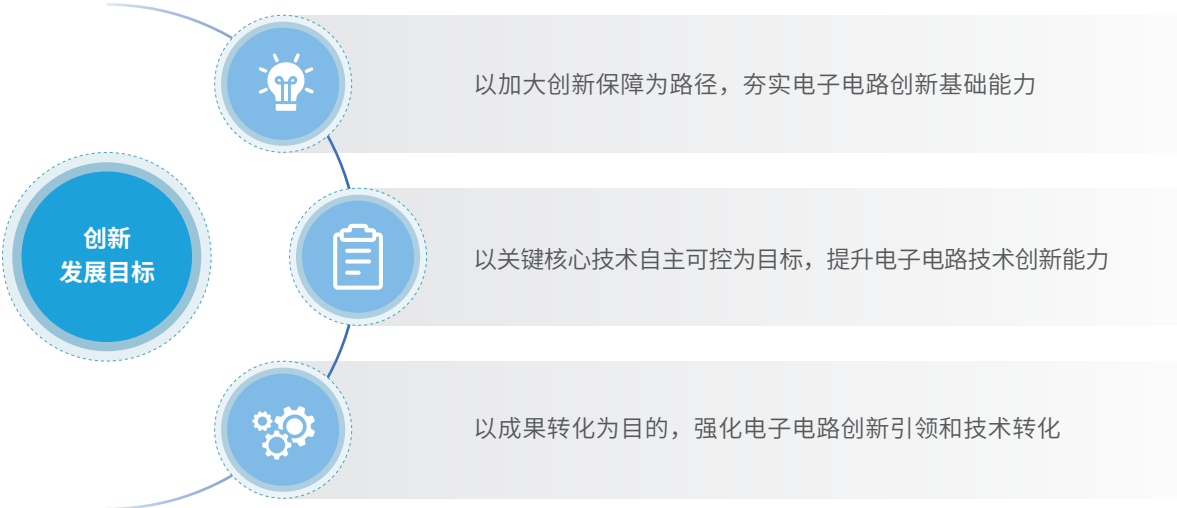 创新
发展目标
以加大创新保障为路径，夯实电子电路创新基础能力
以关键核心技术自主可控为目标，提升电子电路技术创新能力
以成果转化为目的，强化电子电路创新引领和技术转化